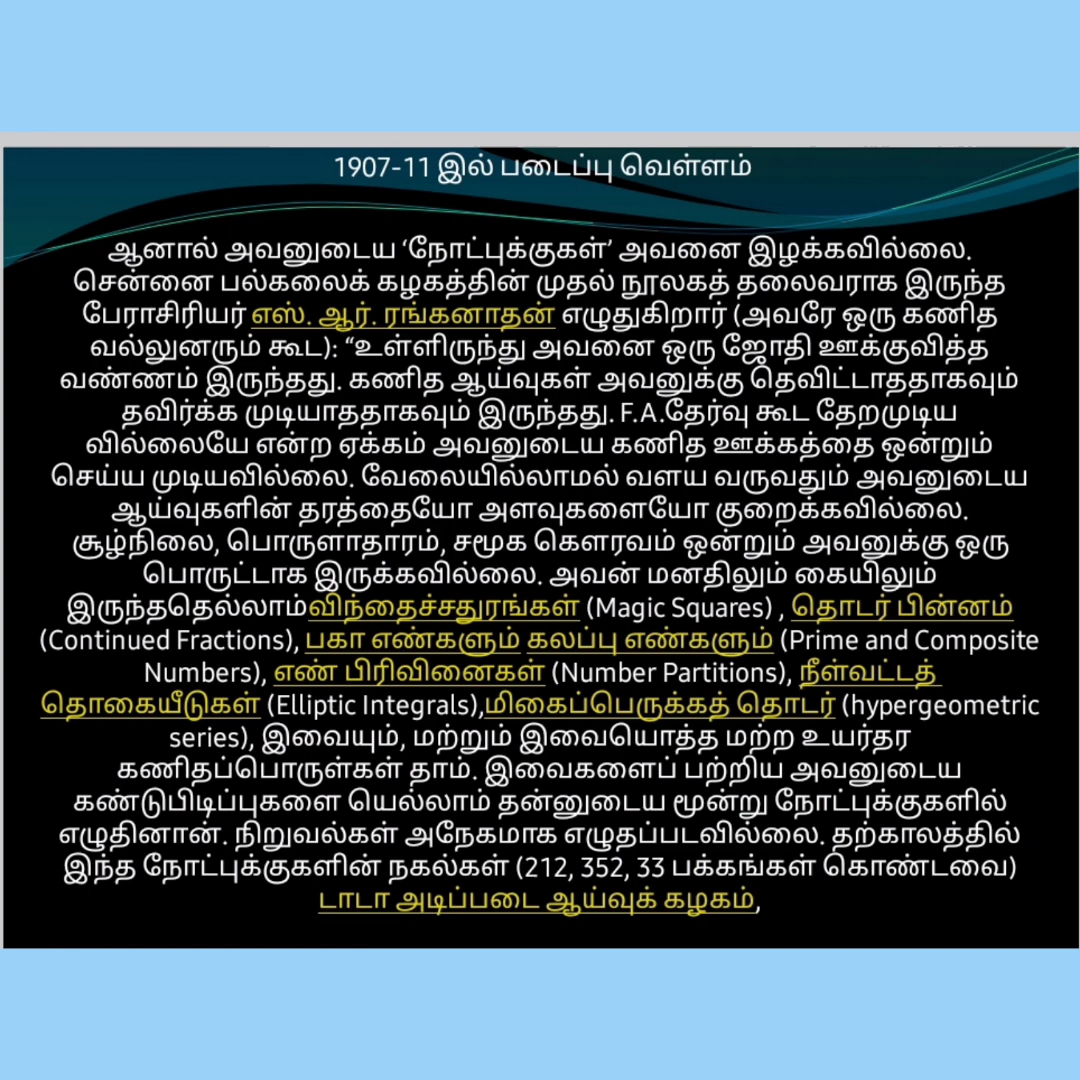 1907-11 இல் படைப்பு வெள்ளம்
ஆனால் அவனுடைய ‘நோட்புக்குகள்’ அவனை இழக்கவில்லை.
சென்னை பல்கலைக் கழகத்தின் முதல் நூலகத் தலைவராக இருந்த
பேராசிரியர் எஸ். ஆர். ரங்கனாதன் எழுதுகிறார் (அவரே ஒரு கணித
வல்லுனரும் கூட): “உள்ளிருந்து அவனை ஒரு ஜோதி ஊக்குவித்த
வண்ணம் இருந்தது. கணித ஆய்வுகள் அவனுக்கு தெவிட்டாததாகவும்
தவிர்க்க முடியாததாகவும் இருந்தது. F.A.தேர்வு கூட தேறமுடிய
வில்லையே என்ற ஏக்கம் அவனுடைய கணித ஊக்கத்தை ஒன்றும்
செய்ய முடியவில்லை. வேலையில்லாமல் வளய வருவதும் அவனுடைய
ஆய்வுகளின் தரத்தையோ அளவுகளையோ குறைக்கவில்லை.
சூழ்நிலை, பொருளாதாரம், சமூக கௌரவம் ஒன்றும் அவனுக்கு ஒரு
பொருட்டாக இருக்கவில்லை. அவன் மனதிலும் கையிலும்
இருந்ததெல்லாம்விந்தைச்சதுரங்கள் (Magic Squares) , தொடர் பின்னம்
(Continued Fractions), பகா எண்களும் கலப்பு எண்களும் (Prime and Composite
Numbers), எண் பிரிவினைகள் (Number Partitions), நீள்வட்டத்
தொகையீடுகள் (Elliptic Integrals),மிகைப்பெருக்கத் தொடர் (hypergeometric
series), இவையும், மற்றும் இவையொத்த மற்ற உயர்தர
கணிதப்பொருள்கள் தாம். இவைகளைப் பற்றிய அவனுடைய
கண்டுபிடிப்புகளை யெல்லாம் தன்னுடைய மூன்று நோட்புக்குகளில்
எழுதினான். நிறுவல்கள் அநேகமாக எழுதப்படவில்லை. தற்காலத்தில்
இந்த நோட்புக்குகளின் நகல்கள் (212, 352, 33 பக்கங்கள் கொண்டவை)
டாடா அடிப்படை ஆய்வுக் கழகம்,